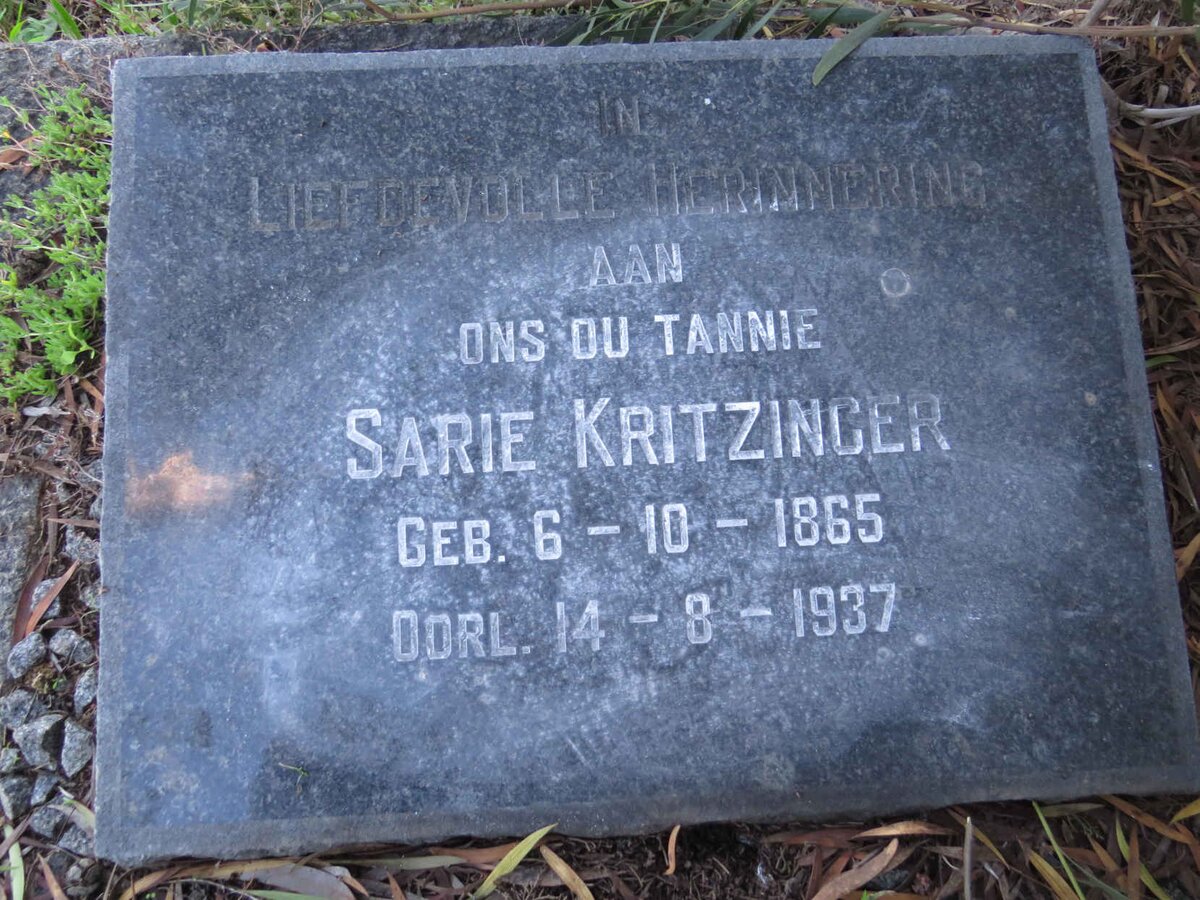 IN
LIEFDEVOLLE HERINNERING
AAN
ONS OU TANNIE
SARIE KRITZINGER
GEB. 6 - 10 - 1865
OORL. 14 - 8 - 1937